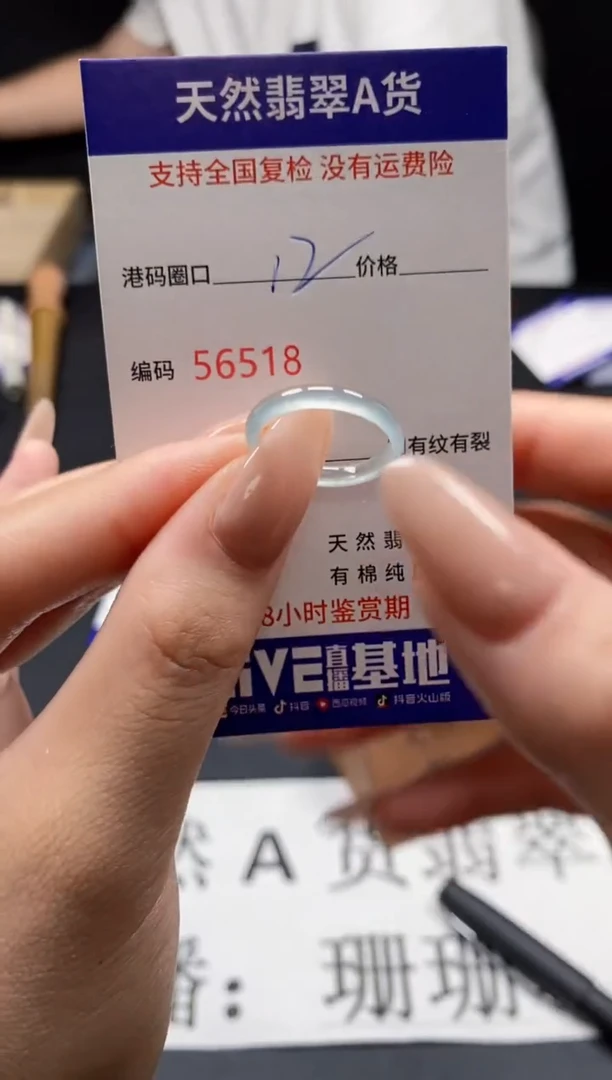 天然翡翠A货
支持全国复检 没有运费险
港码圈口 12 价格
编码 56518
有纹有裂
天然翡
有棉纯
8小时鉴赏期
IVE直播基地
今日头条 抖音 西瓜视频 抖音火山版
然 A 货翡翠
播：珊珊